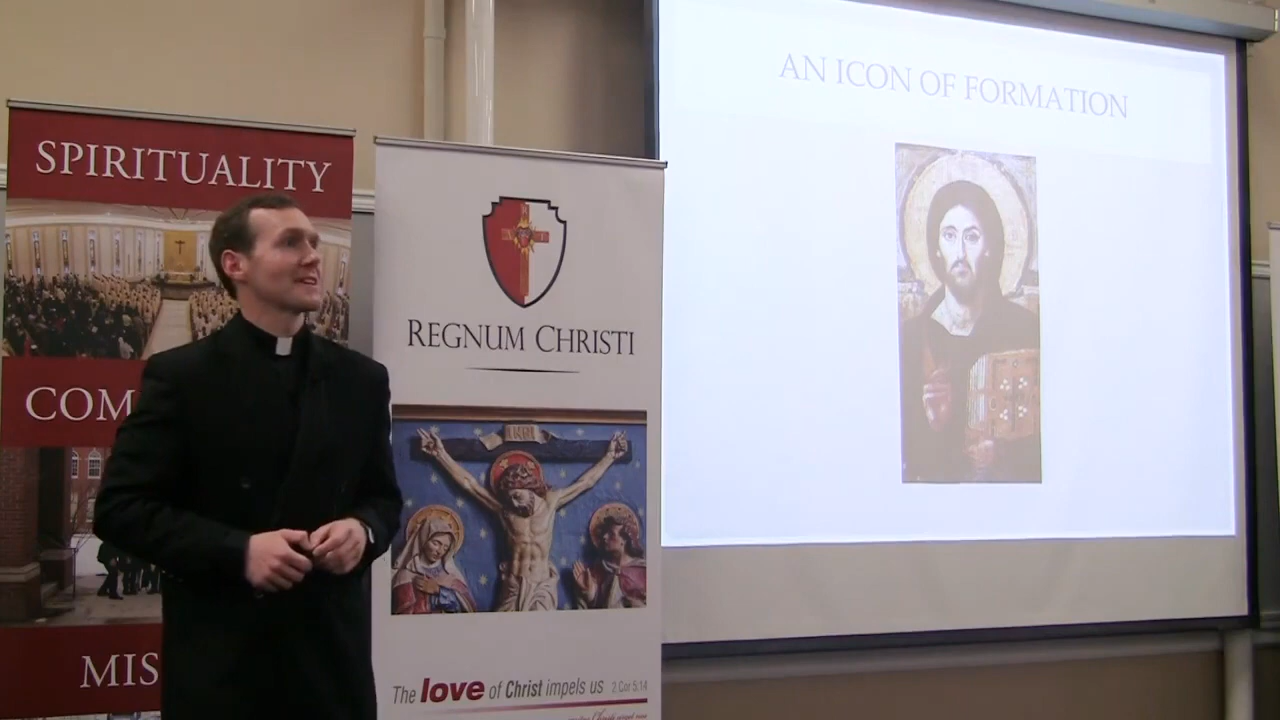 SPIRITUALITY
COM
MIS
REGNUM CHRISTI
The love of Christ impels us 2 Cor 5:14
AN ICON OF FORMATION